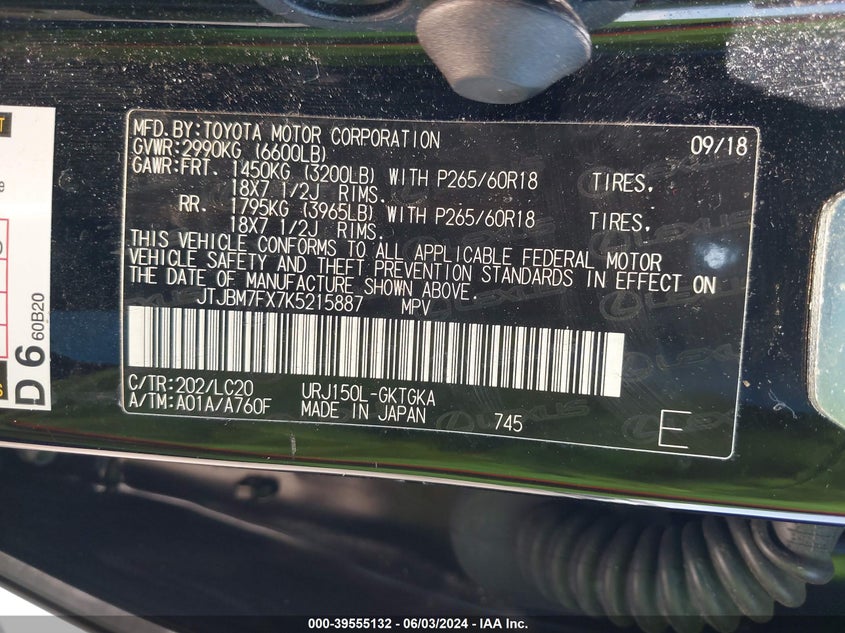 MFD.BY:TOYOTA MOTOR CORPORATION 09/18
GVWR:2990KG (6600LB)
GAWR:FRT. 1450KG (3200LB) WITH P265/60R18 TIRES,
18X7 1/2J RIMS.
RR. 1795KG (3965LB) WITH P265/60R18 TIRES,
18X7 1/2J RIMS.
THIS VEHICLE CONFORMS TO ALL APPLICABLE FEDERAL MOTOR
VEHICLE SAFETY AND THEFT PREVENTION STANDARDS IN EFFECT ON
THE DATE OF MANUFACTURE SHOWN ABOVE.
JTJBM7FX7K5215887 MPV
C/TR:202/LC20 URJ150L-GKTGKA
A/TM:A01A/A760F MADE IN JAPAN 745 E
D 6 60B20
LEXUS
000-39555132 - 06/03/2024 - IAA Inc.